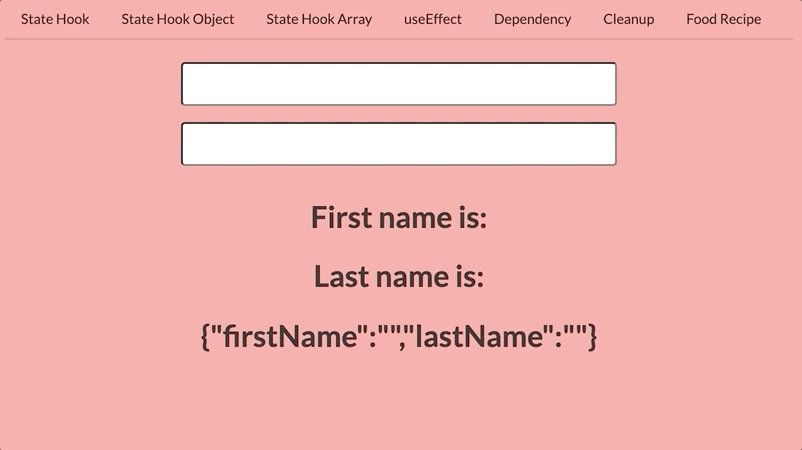 State Hook State Hook Object State Hook Array useEffect Dependency Cleanup Food Recipe
First name is:
Last name is:
{"firstName":"","lastName":""}